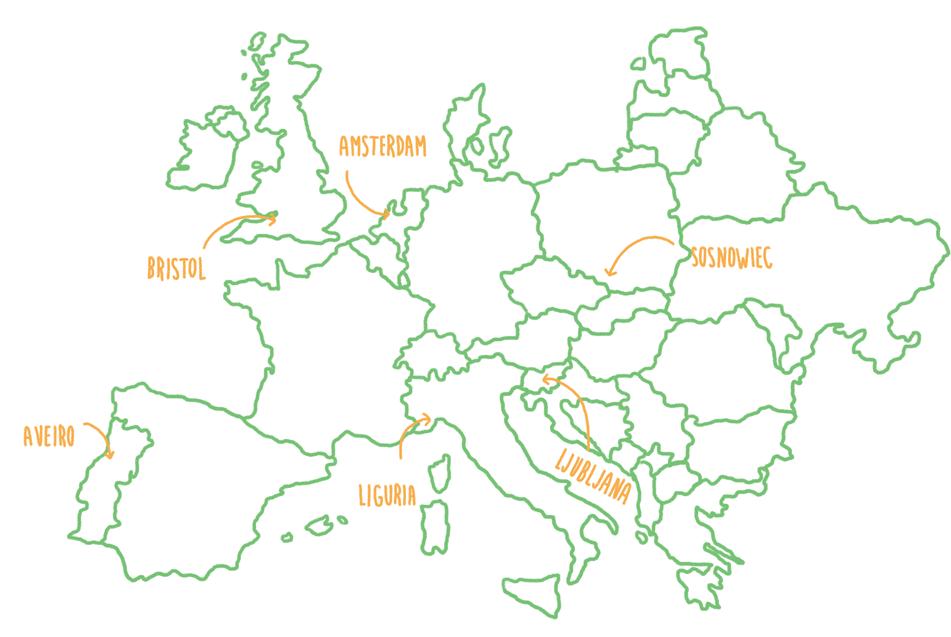 AMSTERDAM
BRISTOL
SOSNOWIEC
AVEIRO
LIGURIA
LJUBLJANA